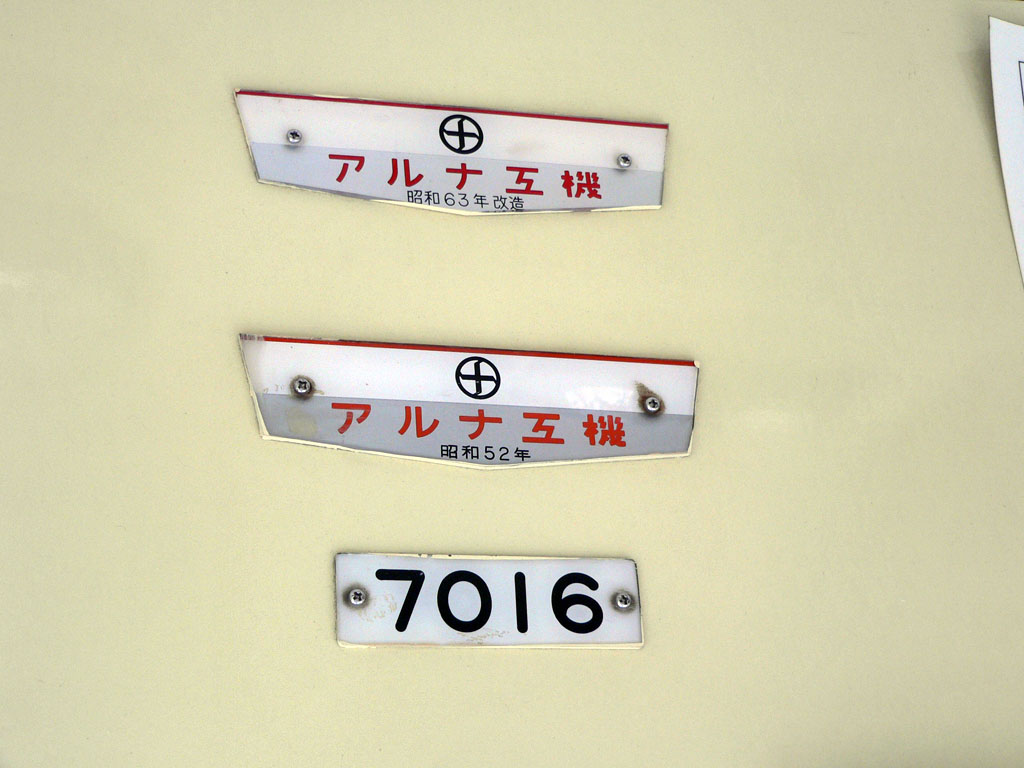 アルナ工機
昭和63年改造
アルナ工機
昭和52年
7016